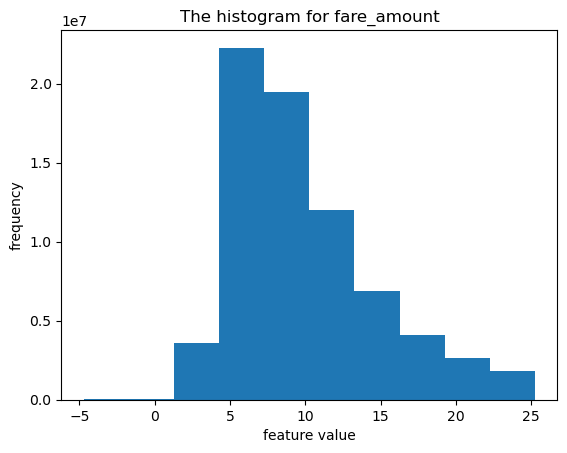 The histogram for fare_amount
1e7
2.0
1.5
1.0
0.5
0.0
frequency
−5 0 5 10 15 20 25
feature value